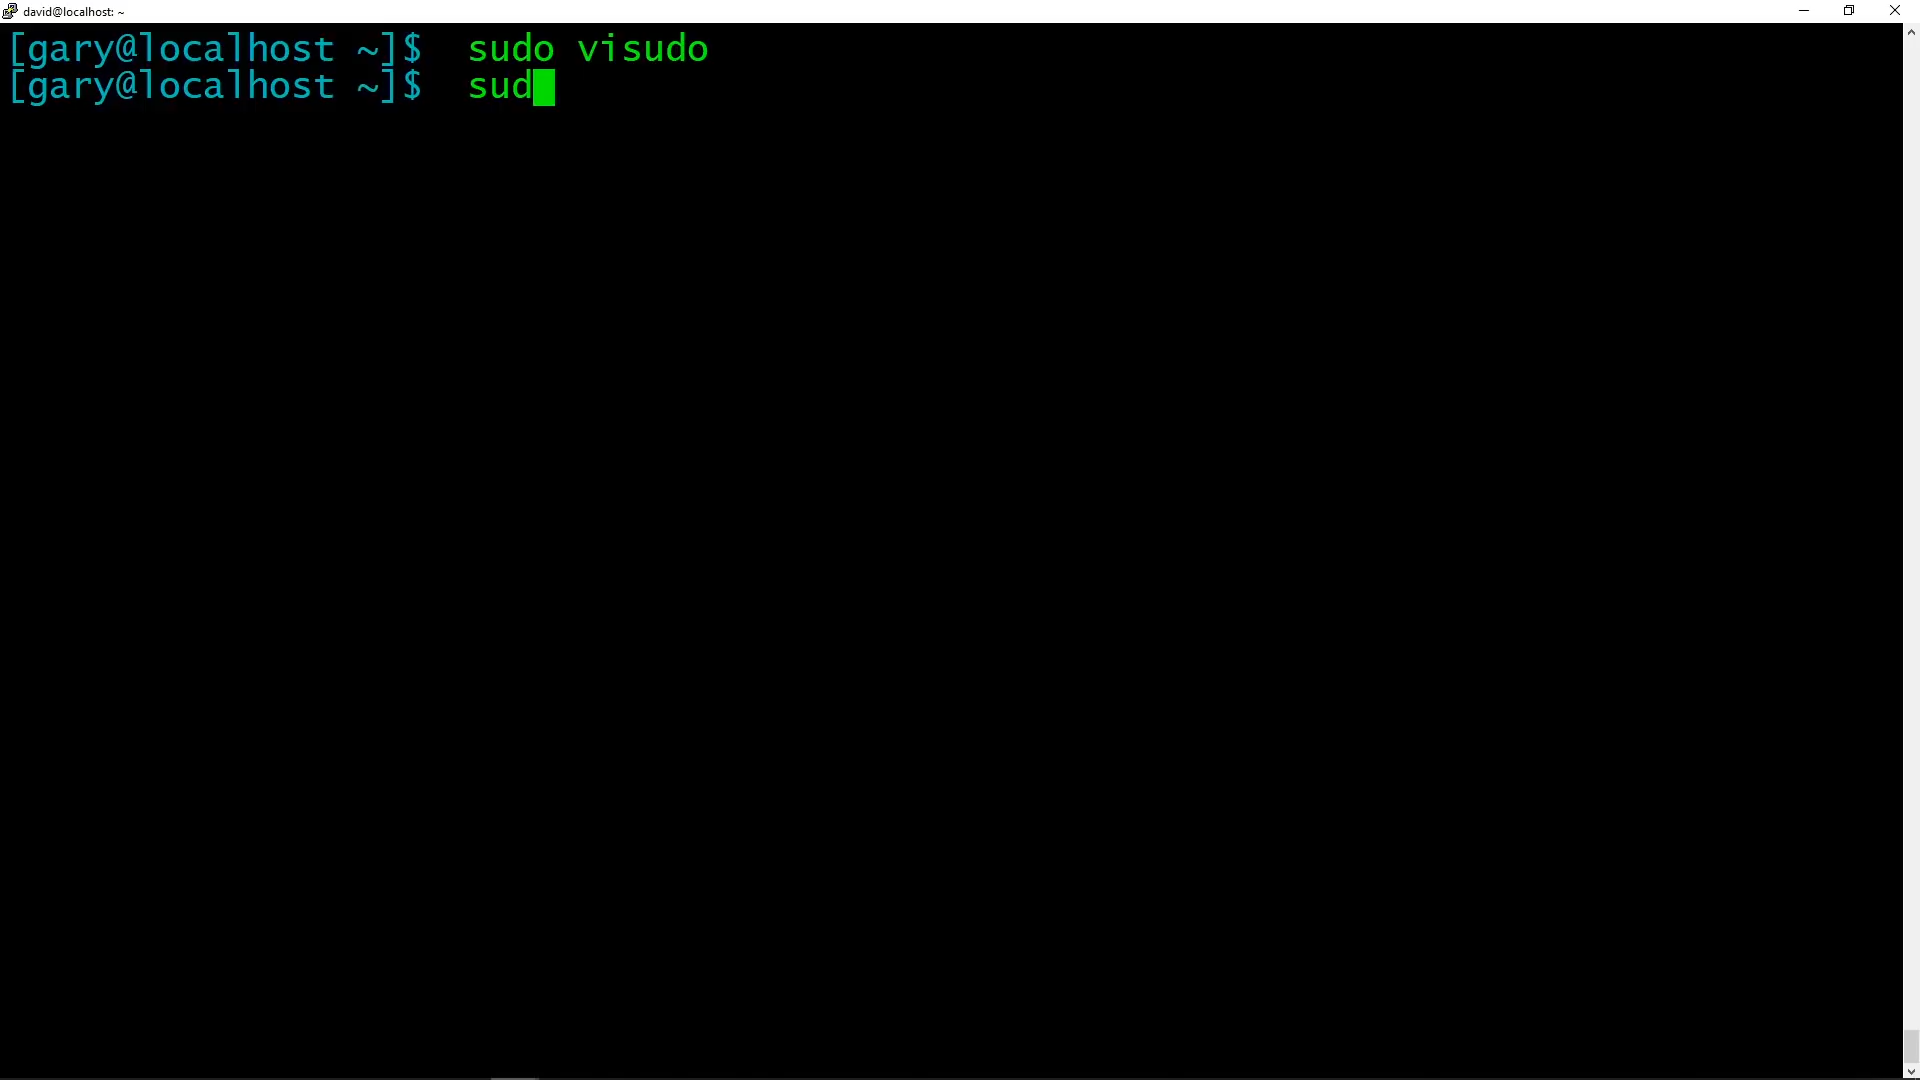 david@localhost: ~
[gary@localhost ~]$  sudo visudo
[gary@localhost ~]$  sud